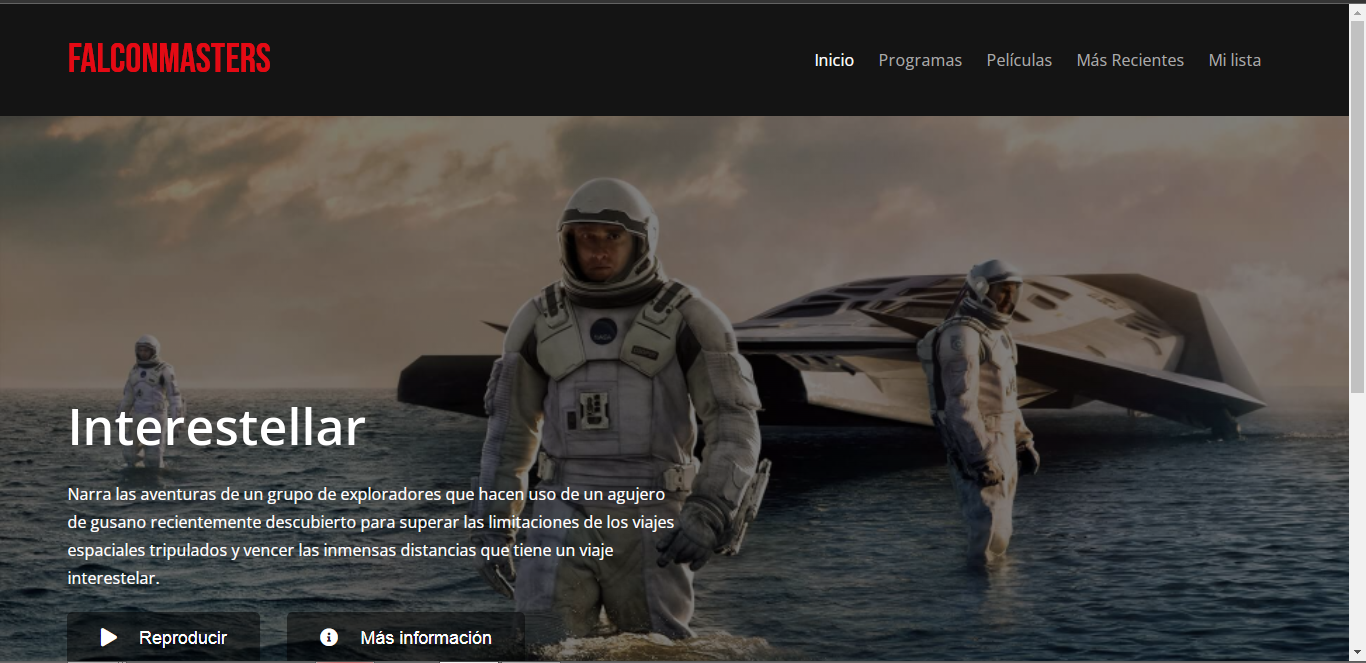 FALCONMASTERS
Inicio Programas Películas Más Recientes Mi lista
Interestellar
Narra las aventuras de un grupo de exploradores que hacen uso de un agujero
de gusano recientemente descubierto para superar las limitaciones de los viajes
espaciales tripulados y vencer las inmensas distancias que tiene un viaje
interestelar.
Reproducir Más información